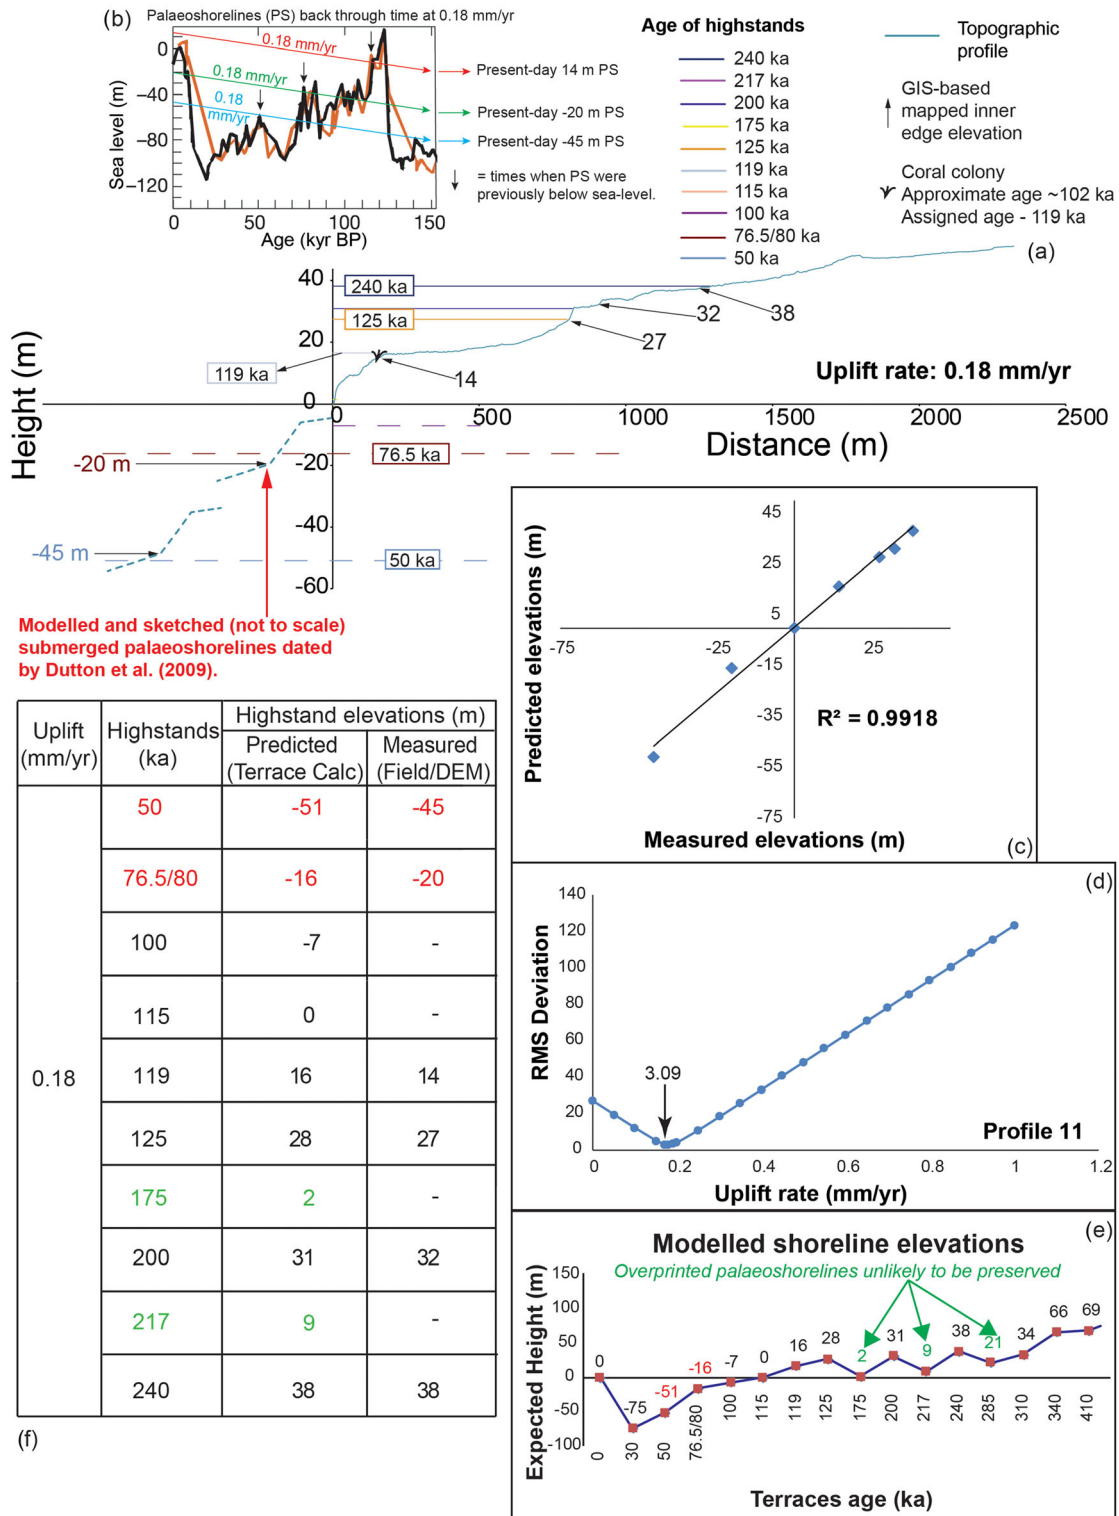 (b) Palaeoshorelines (PS) back through time at 0.18 mm/yr
0.18 mm/yr
0.18 mm/yr
0.18
mm/yr
Sea level (m)
0
−40
−80
−120
0
50
100
150
Age (kyr BP)
Present-day 14 m PS
Present-day -20 m PS
Present-day -45 m PS
= times when PS were
previously below sea-level.
Age of highstands
240 ka
217 ka
200 ka
175 ka
125 ka
119 ka
115 ka
100 ka
76.5/80 ka
50 ka
Topographic
profile
GIS-based
mapped inner
edge elevation
Coral colony
Approximate age ~102 ka
Assigned age - 119 ka
(a)
Height (m)
40
20
0
-20
-40
-60
240 ka
125 ka
119 ka
14
27
32
38
Uplift rate: 0.18 mm/yr
0
500
1000
1500
2000
2500
Distance (m)
-20 m
76.5 ka
-45 m
50 ka
Modelled and sketched (not to scale)
submerged palaeoshorelines dated
by Dutton et al. (2009).
Predicted elevations (m)
45
25
5
-15
-35
-55
-75
-75
-25
25
R² = 0.9918
Measured elevations (m)
(c)
Uplift
(mm/yr)
Highstands
(ka)
Highstand elevations (m)
Predicted
(Terrace Calc)
Measured
(Field/DEM)
0.18
50 -51 -45
76.5/80 -16 -20
100 -7 -
115 0 -
119 16 14
125 28 27
175 2 -
200 31 32
217 9 -
240 38 38
(f)
(d)
RMS Deviation
140
120
100
80
60
40
20
0
3.09
Profile 11
0 0.2 0.4 0.6 0.8 1 1.2
Uplift rate (mm/yr)
(e)
Modelled shoreline elevations
Overprinted palaeoshorelines unlikely to be preserved
Expected Height (m)
150
100
50
0
-50
-100
0 -75 -51 -16 -7 0 16 28 2 31 9 38 21 34 66 69
0 30 50 76.5/80 100 115 119 125 175 200 217 240 285 310 340 410
Terraces age (ka)